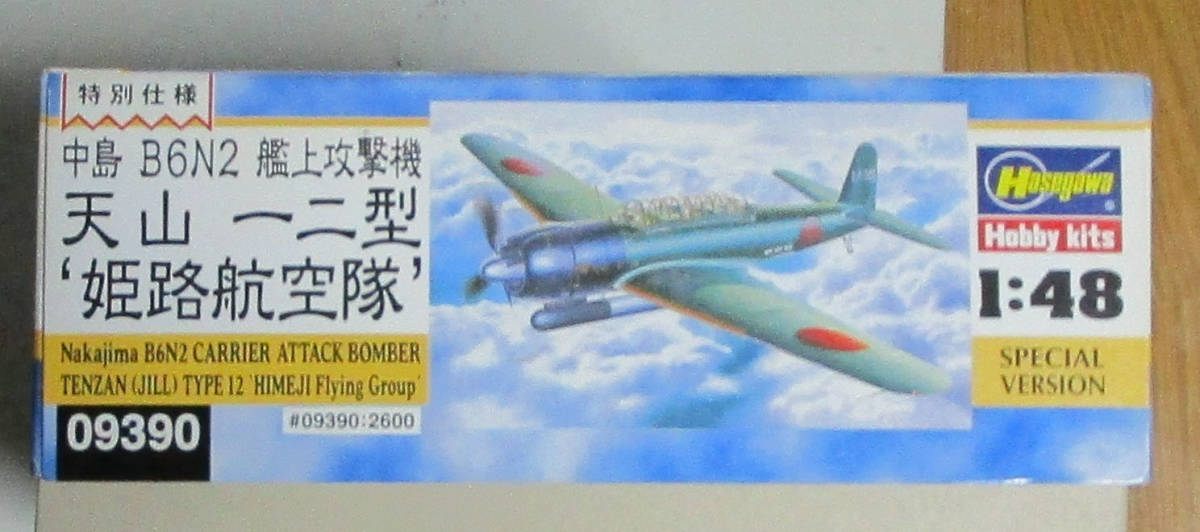 特別仕様
中島 B6N2 艦上攻撃機
天山 一二型
‘姫路航空隊’
Nakajima B6N2 CARRIER ATTACK BOMBER
TENZAN (JILL) TYPE 12 'HIMEJI Flying Group'
09390
#09390:2600
Hasegawa®
Hobby kits
1:48
SPECIAL
VERSION